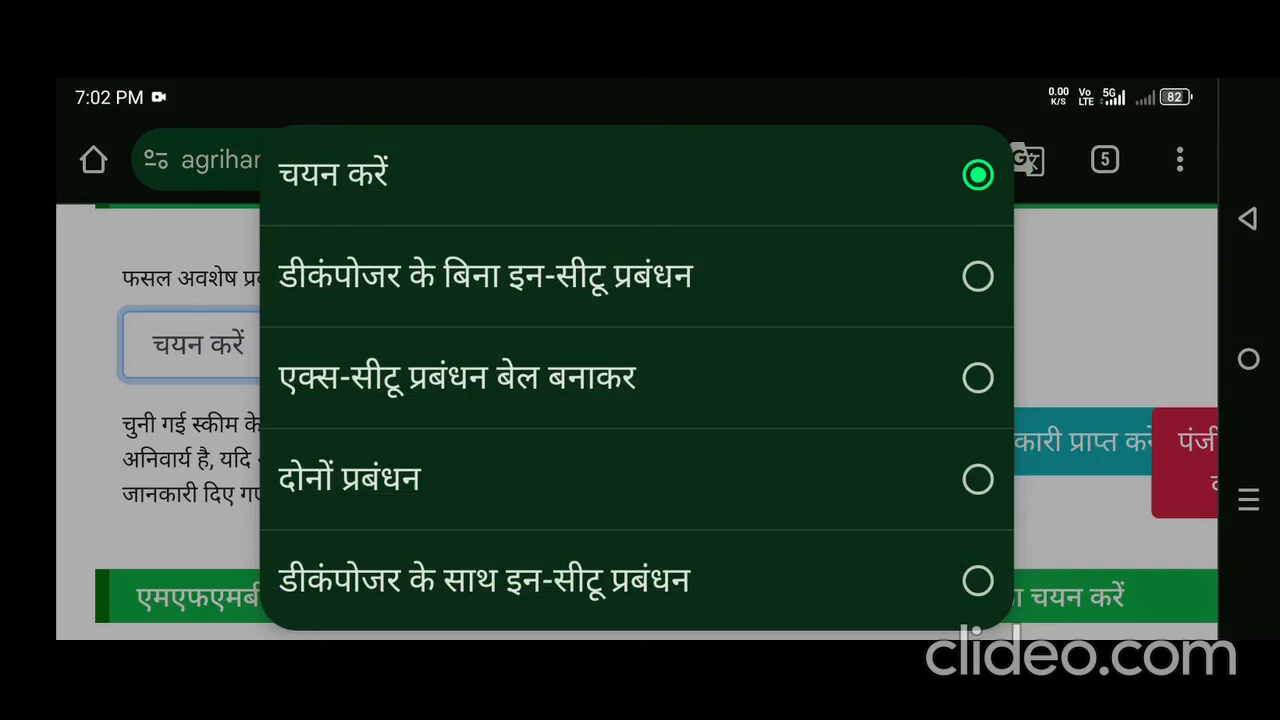 7:02 PM
0.00 K/S Vo LTE 5G 82
agrihar
5
चयन करें
डीकंपोजर के बिना इन-सीटू प्रबंधन
एक्स-सीटू प्रबंधन बेल बनाकर
दोनों प्रबंधन
डीकंपोजर के साथ इन-सीटू प्रबंधन
फसल अवशेष
चयन करें
चुनी गई स्कीम के
अनिवार्य है, यदि
जानकारी दिए
कारी प्राप्त करें
पंजी
एमएफएमबी
चयन करें
clideo.com